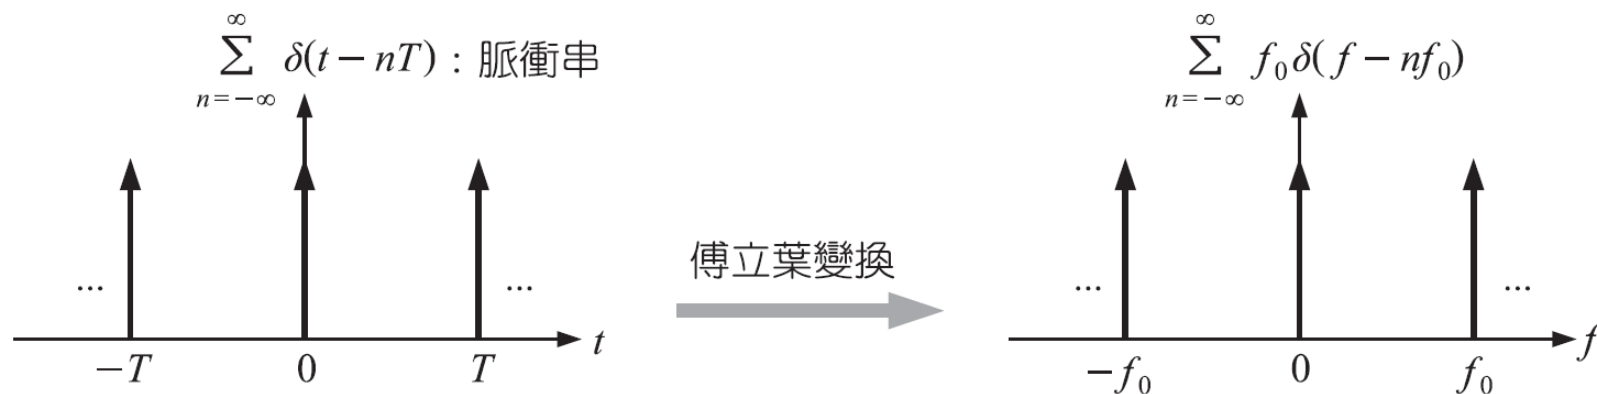 ∞
∑ δ(t − nT)：脈衝串
n = −∞
... ...
−T 0 T t
傅立葉變換
∞
∑ f₀δ(f − nf₀)
n = −∞
... ...
−f₀ 0 f₀ f